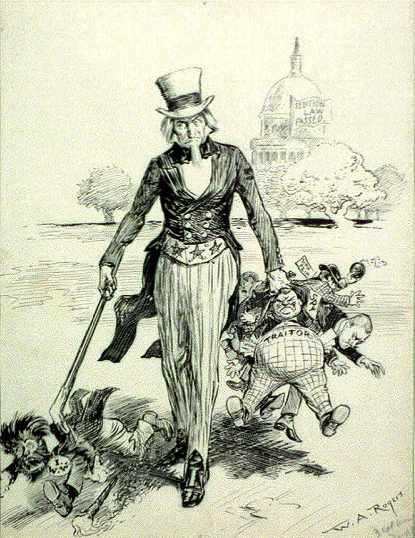 SEDITION
LAW
PASSED
TRAITOR
W. A. Rogers